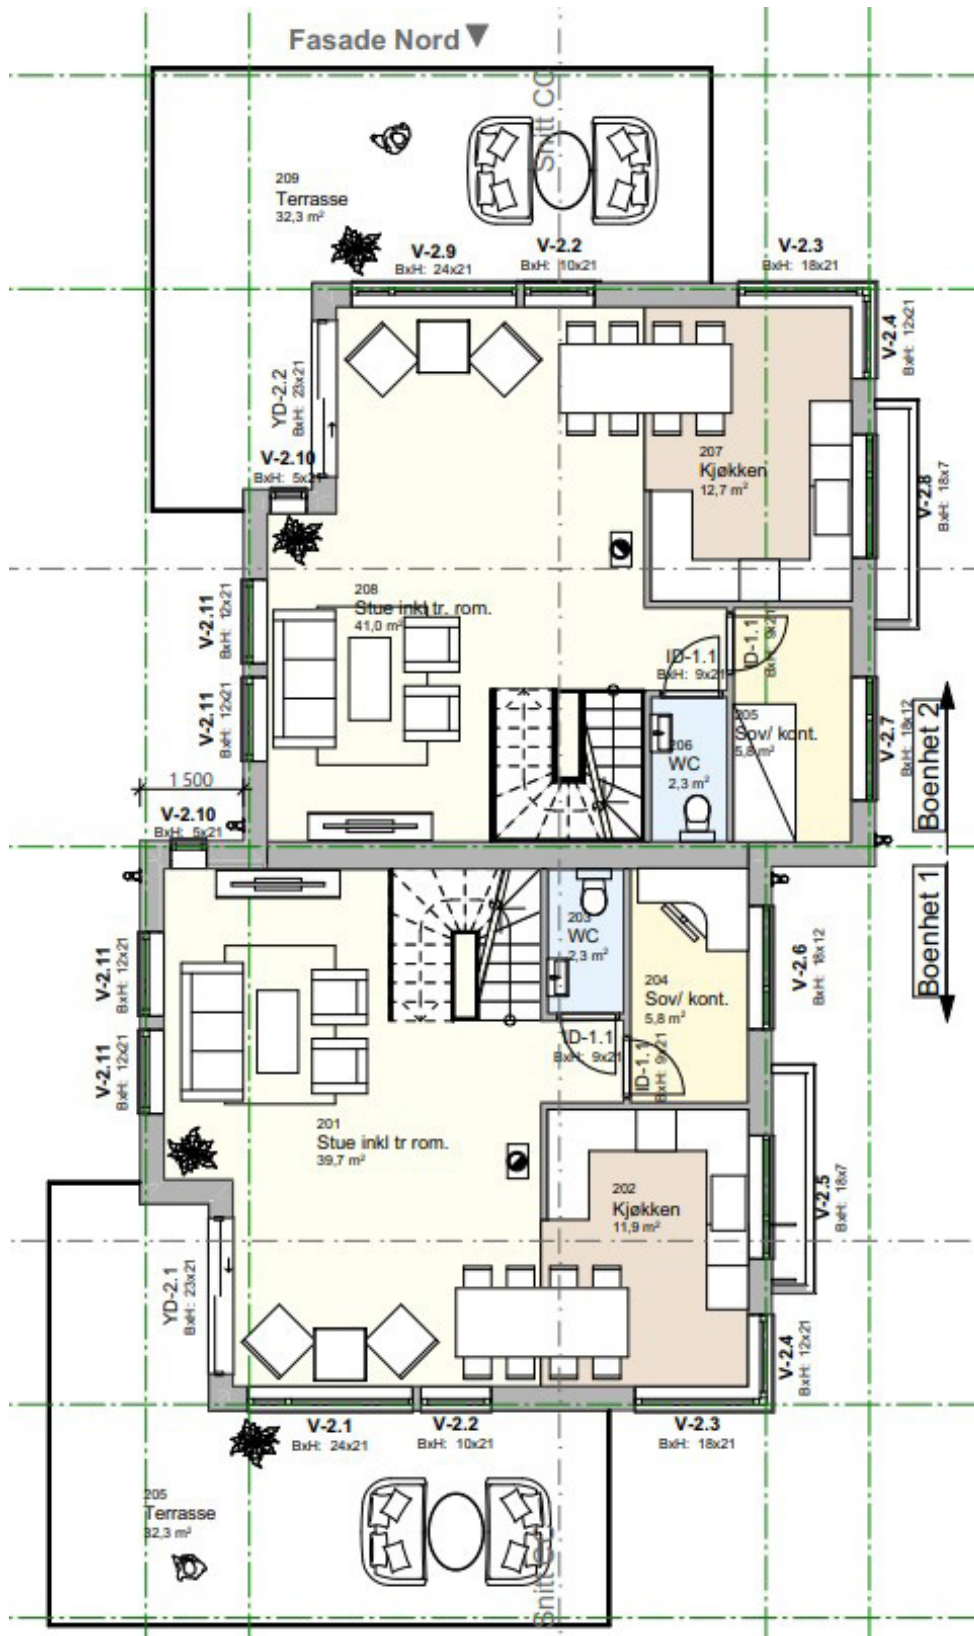 Fasade Nord
Snitt CC
209
Terrasse
32,3 m²
V-2.9
BxH: 24x21
V-2.2
BxH: 10x21
V-2.3
BxH: 18x21
V-2.4
BxH: 12x21
YD-2.2
BxH: 23x21
V-2.10
BxH: 5x21
207
Kjøkken
12,7 m²
V-2.8
BxH: 18x7
208
Stue inkl tr. rom.
41,0 m²
V-2.11
BxH: 12x21
V-2.11
BxH: 12x21
ID-1.1
BxH: 9x21
ID-1.1
BxH: 9x21
205
Sov/ kont.
5,8 m²
206
WC
2,3 m²
V-2.7
BxH: 18x12
Boenhet 2
1 500
V-2.10
BxH: 5x21
Boenhet 1
203
WC
2,3 m²
204
Sov/ kont.
5,8 m²
V-2.6
BxH: 18x12
V-2.11
BxH: 12x21
V-2.11
BxH: 12x21
ID-1.1
BxH: 9x21
ID-1.1
BxH: 9x21
201
Stue inkl tr rom.
39,7 m²
202
Kjøkken
11,9 m²
V-2.5
BxH: 18x7
YD-2.1
BxH: 23x21
V-2.4
BxH: 12x21
V-2.1
BxH: 24x21
V-2.2
BxH: 10x21
V-2.3
BxH: 18x21
205
Terrasse
32,3 m²
Snitt CC